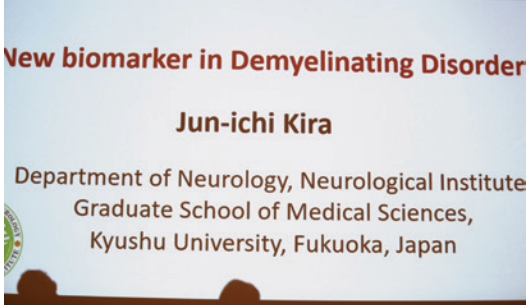 New biomarker in Demyelinating Disorder
Jun-ichi Kira
Department of Neurology, Neurological Institute
Graduate School of Medical Sciences,
Kyushu University, Fukuoka, Japan